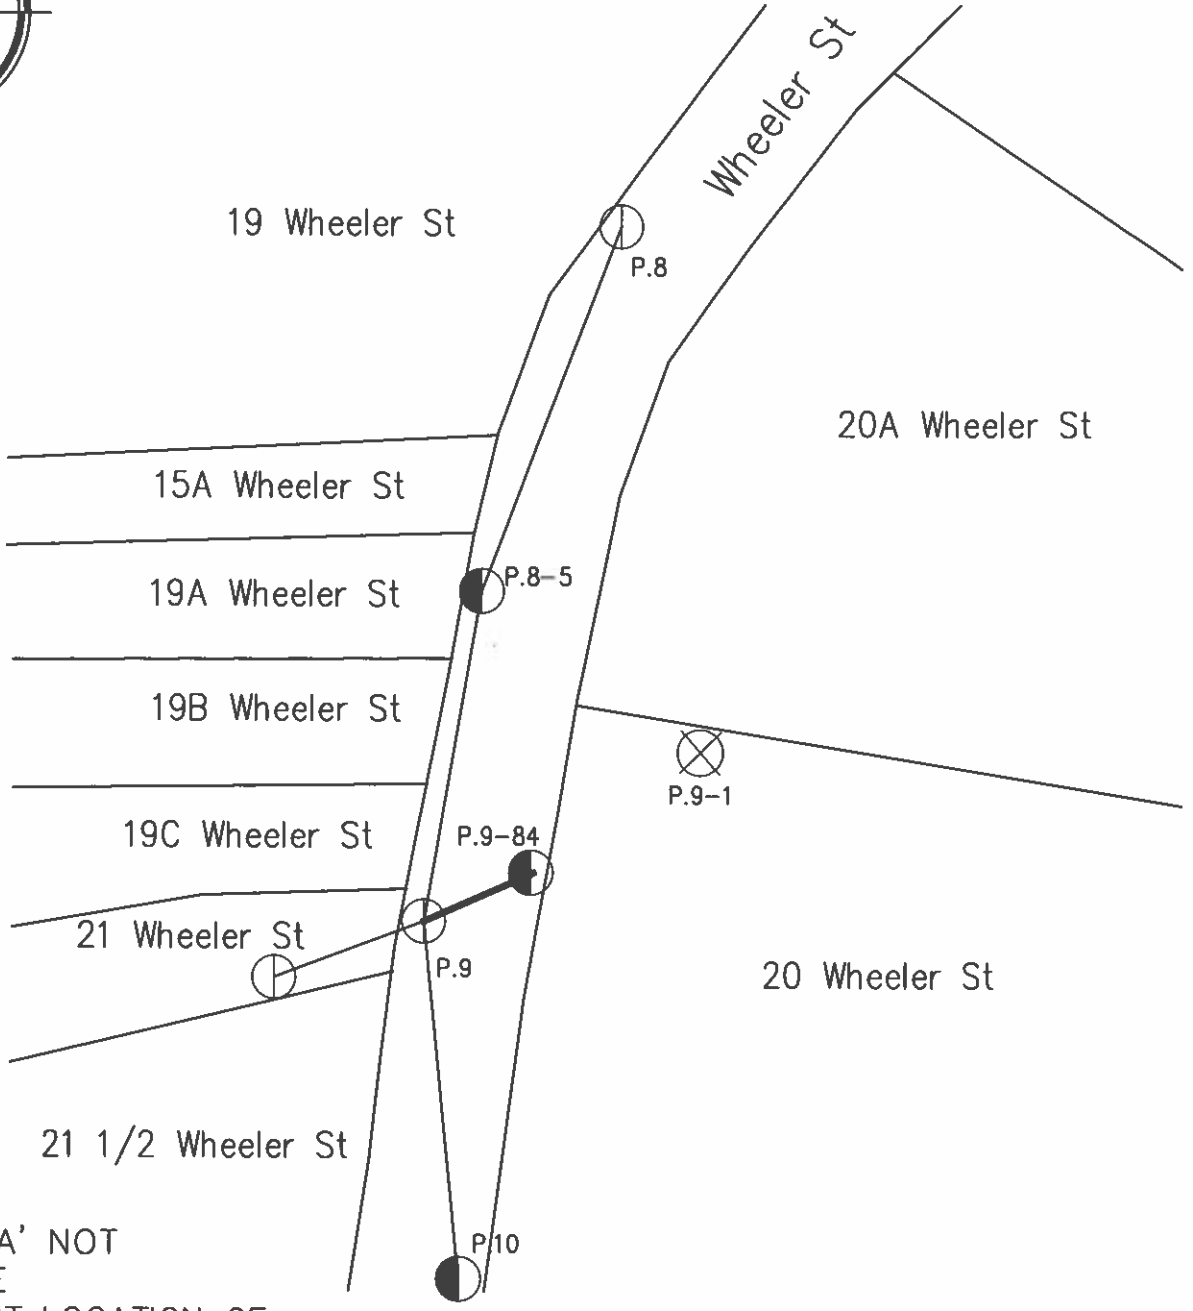 Wheeler St
19 Wheeler St
P.8
20A Wheeler St
15A Wheeler St
P.8-5
19A Wheeler St
19B Wheeler St
P.9-1
19C Wheeler St
P.9-84
21 Wheeler St
P.9
20 Wheeler St
21 1/2 Wheeler St
A' NOT
P.10
LOCATION OF